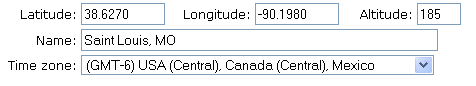 Latitude: 38.6270 Longitude: -90.1980 Altitude: 185
Name: Saint Louis, MO
Time zone: (GMT-6) USA (Central), Canada (Central), Mexico